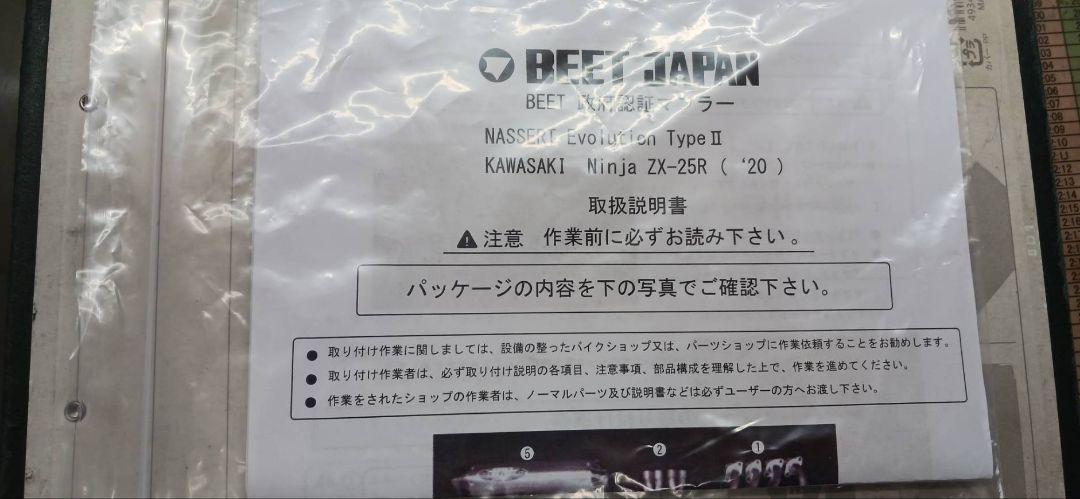 BEET JAPAN
BEET 政府認証マフラー
NASSERT Evolution TypeⅡ
KAWASAKI Ninja ZX-25R ( ‘20 )
取扱説明書
注意 作業前に必ずお読み下さい。
パッケージの内容を下の写真でご確認下さい。
● 取り付け作業に関しましては、設備の整ったバイクショップ又は、パーツショップに作業依頼することをお勧めします。
● 取り付け作業者は、必ず取り付け説明の各項目、注意事項、部品構成を理解した上で、作業を進めてください。
● 作業をされたショップの作業者は、ノーマルパーツ及び説明書などは必ずユーザーの方へお渡し下さい。
⑤ ② ①